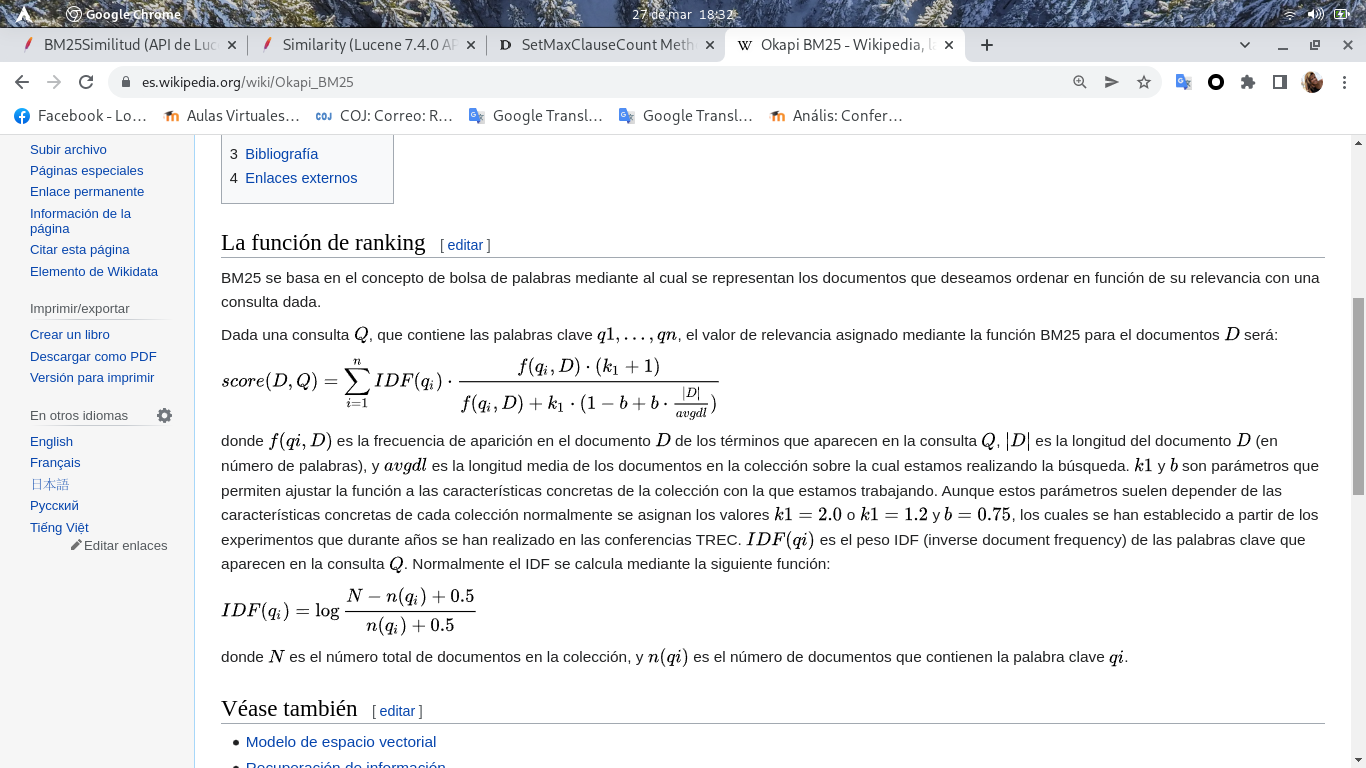 Google Chrome
27 de mar 18:32
BM25Similitud (API de Luc
Similarity (Lucene 7.4.0 AP
SetMaxClauseCount Meth
Okapi BM25 - Wikipedia, la
es.wikipedia.org/wiki/Okapi_BM25
Facebook - Lo...
Aulas Virtuales...
COJ: Correo: R...
Google Transl...
Google Transl...
Anális: Confer...
Subir archivo
Páginas especiales
Enlace permanente
Información de la
página
Citar esta página
Elemento de Wikidata
Imprimir/exportar
Crear un libro
Descargar como PDF
Versión para imprimir
En otros idiomas
English
Français
日本語
Русский
Tiếng Việt
Editar enlaces
3 Bibliografía
4 Enlaces externos
La función de ranking [ editar ]
BM25 se basa en el concepto de bolsa de palabras mediante al cual se representan los documentos que deseamos ordenar en función de su relevancia con una
consulta dada.
Dada una consulta Q, que contiene las palabras clave q1, . . . , qn, el valor de relevancia asignado mediante la función BM25 para el documentos D será:
score(D, Q) = ∑_{i=1}^{n} IDF(q_i) · \frac{f(q_i, D) · (k_1 + 1)}{f(q_i, D) + k_1 · (1 − b + b · \frac{|D|}{avgdl})}
donde f(qi, D) es la frecuencia de aparición en el documento D de los términos que aparecen en la consulta Q, |D| es la longitud del documento D (en
número de palabras), y avgdl es la longitud media de los documentos en la colección sobre la cual estamos realizando la búsqueda. k1 y b son parámetros que
permiten ajustar la función a las características concretas de la colección con la que estamos trabajando. Aunque estos parámetros suelen depender de las
características concretas de cada colección normalmente se asignan los valores k1 = 2.0 o k1 = 1.2 y b = 0.75, los cuales se han establecido a partir de los
experimentos que durante años se han realizado en las conferencias TREC. IDF(qi) es el peso IDF (inverse document frequency) de las palabras clave que
aparecen en la consulta Q. Normalmente el IDF se calcula mediante la siguiente función:
IDF(q_i) = log \frac{N − n(q_i) + 0.5}{n(q_i) + 0.5}
donde N es el número total de documentos en la colección, y n(qi) es el número de documentos que contienen la palabra clave qi.
Véase también [ editar ]
Modelo de espacio vectorial
Recuperación de información